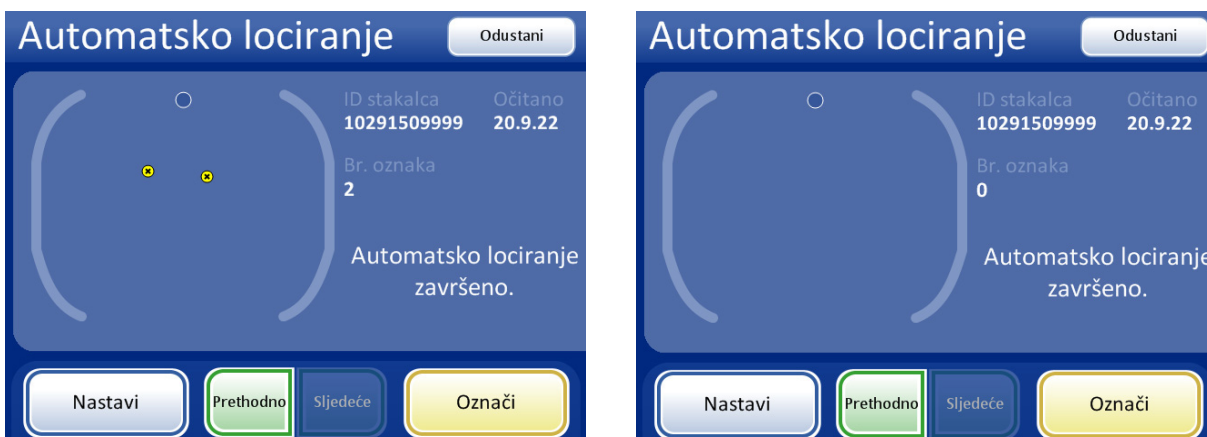 Automatsko lociranje
Odustani
ID stakalca Očitano
10291509999 20.9.22
Br. oznaka
2
Automatsko lociranje
završeno.
Nastavi
Prethodno
Sljedeće
Označi
Automatsko lociranje
Odustani
ID stakalca Očitano
10291509999 20.9.22
Br. oznaka
0
Automatsko lociranje
završeno.
Nastavi
Prethodno
Sljedeće
Označi